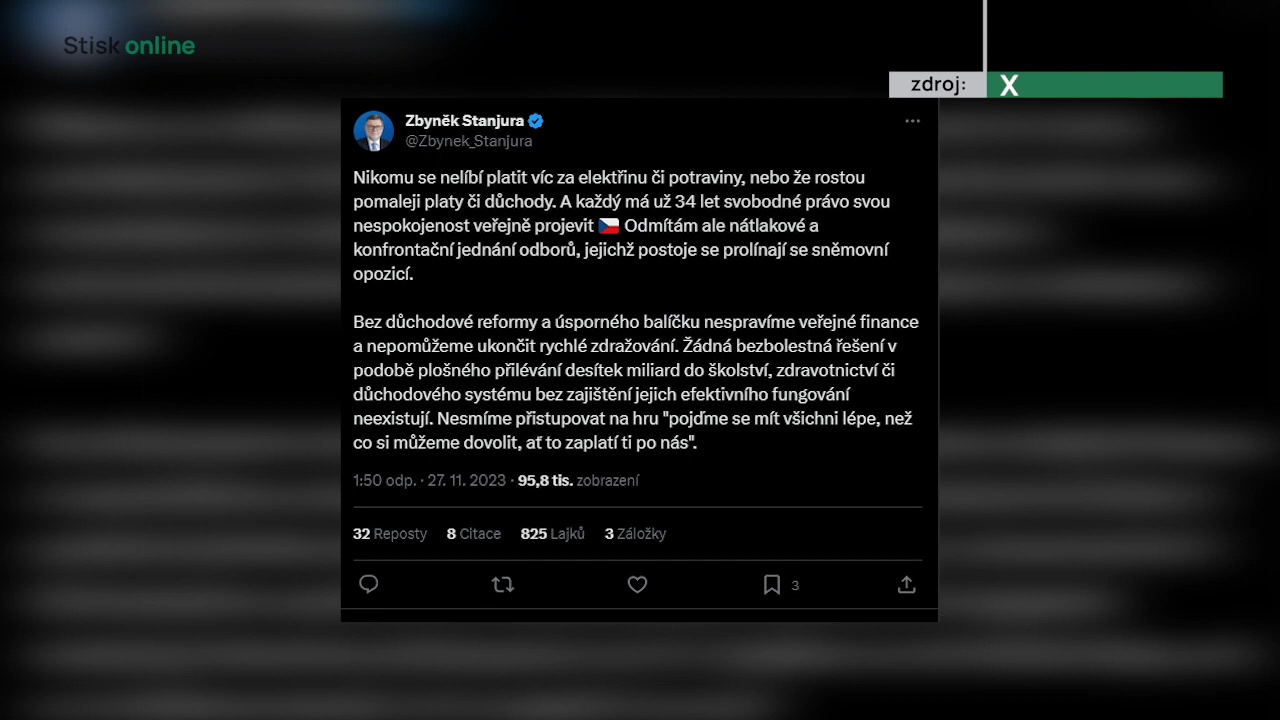 Stisk online
zdroj: X
Zbyněk Stanjura
@Zbynek_Stanjura
Nikomu se nelíbí platit víc za elektřinu či potraviny, nebo že rostou
pomaleji platy či důchody. A každý má už 34 let svobodné právo svou
nespokojenost veřejně projevit 🇨🇿 Odmítám ale nátlakové a
konfrontační jednání odborů, jejichž postoje se prolínají se sněmovní
opozicí.
Bez důchodové reformy a úsporného balíčku nespravíme veřejné finance
a nepomůžeme ukončit rychlé zdražování. Žádná bezbolestná řešení v
podobě plošného přilévání desítek miliard do školství, zdravotnictví či
důchodového systému bez zajištění jejich efektivního fungování
neexistují. Nesmíme přistupovat na hru "pojďme se mít všichni lépe, než
co si můžeme dovolit, ať to zaplatí ti po nás".
1:50 odp. · 27. 11. 2023 · 95,8 tis. zobrazení
32 Reposty 8 Citace 825 Lajků 3 Záložky
3